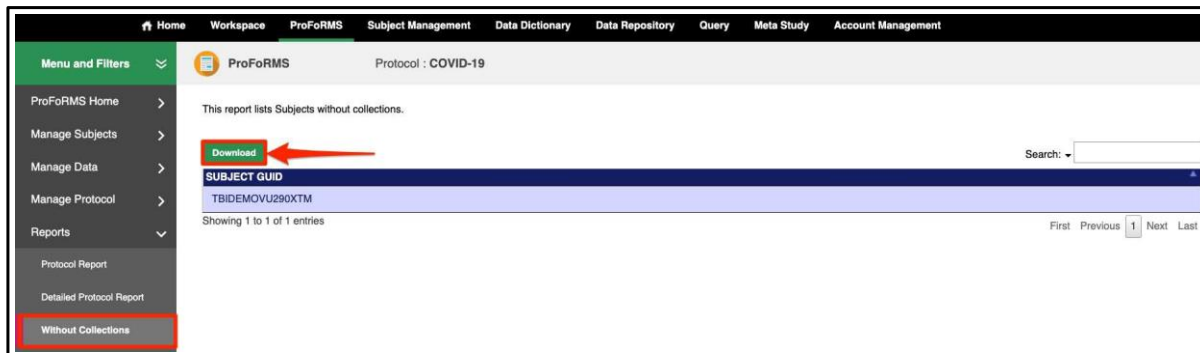 Home Workspace ProFoRMS Subject Management Data Dictionary Data Repository Query Meta Study Account Management
Menu and Filters
ProFoRMS Protocol : COVID-19
ProFoRMS Home
Manage Subjects
Manage Data
Manage Protocol
Reports
Protocol Report
Detailed Protocol Report
Without Collections
This report lists Subjects without collections.
Download
Search:
SUBJECT GUID
TBIDEMOVU290XTM
Showing 1 to 1 of 1 entries
First Previous 1 Next Last